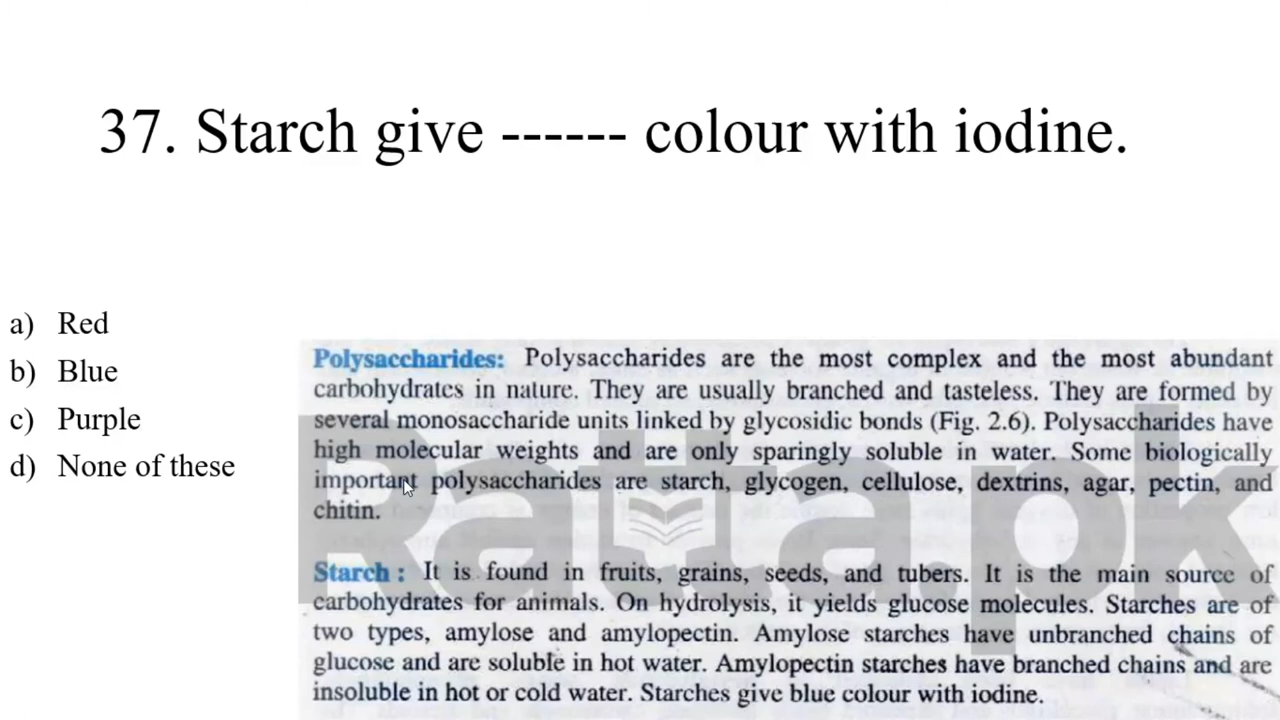 37. Starch give ------ colour with iodine.
a) Red
b) Blue
c) Purple
d) None of these
Polysaccharides: Polysaccharides are the most complex and the most abundant
carbohydrates in nature. They are usually branched and tasteless. They are formed by
several monosaccharide units linked by glycosidic bonds (Fig. 2.6). Polysaccharides have
high molecular weights and are only sparingly soluble in water. Some biologically
important polysaccharides are starch, glycogen, cellulose, dextrins, agar, pectin, and
chitin.
Ratta.pk
Starch : It is found in fruits, grains, seeds, and tubers. It is the main source of
carbohydrates for animals. On hydrolysis, it yields glucose molecules. Starches are of
two types, amylose and amylopectin. Amylose starches have unbranched chains of
glucose and are soluble in hot water. Amylopectin starches have branched chains and are
insoluble in hot or cold water. Starches give blue colour with iodine.